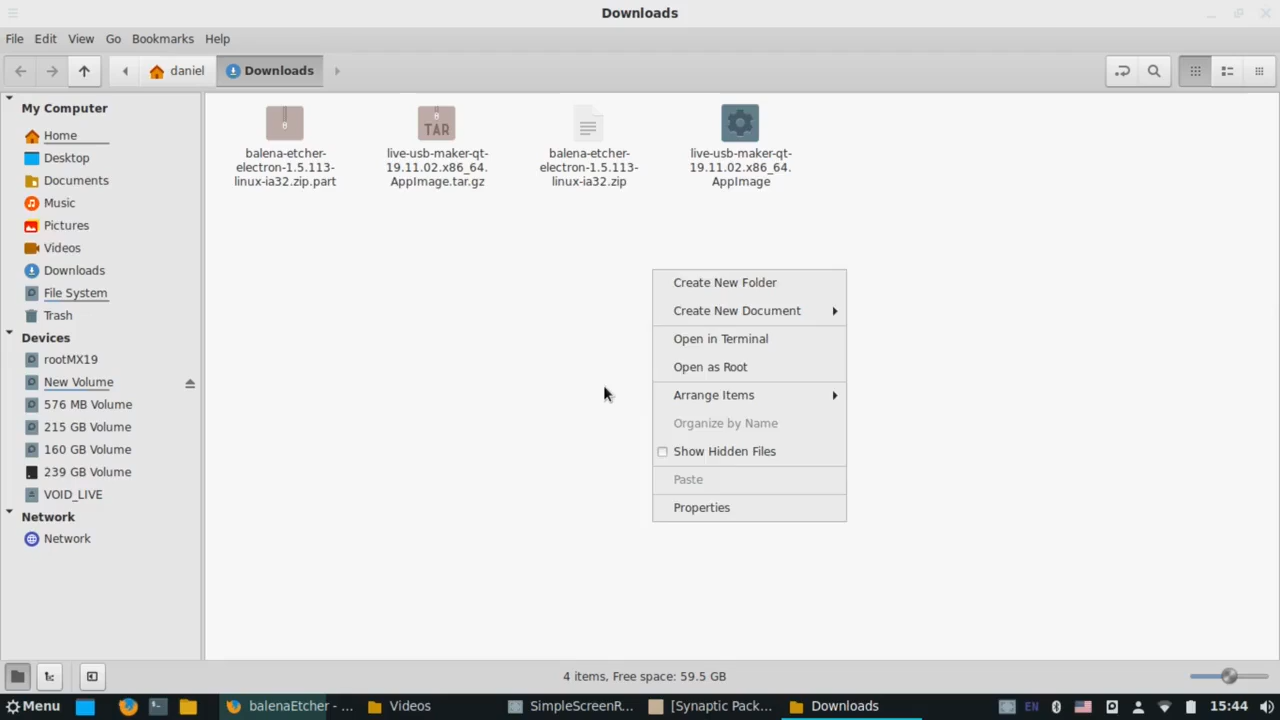 Downloads
File Edit View Go Bookmarks Help
daniel Downloads
My Computer
Home
Desktop
Documents
Music
Pictures
Videos
Downloads
File System
Trash
Devices
rootMX19
New Volume
576 MB Volume
215 GB Volume
160 GB Volume
239 GB Volume
VOID_LIVE
Network
Network
balena-etcher-
electron-1.5.113-
linux-ia32.zip.part
TAR
live-usb-maker-qt-
19.11.02.x86_64.
AppImage.tar.gz
balena-etcher-
electron-1.5.113-
linux-ia32.zip
live-usb-maker-qt-
19.11.02.x86_64.
AppImage
Create New Folder
Create New Document
Open in Terminal
Open as Root
Arrange Items
Organize by Name
Show Hidden Files
Paste
Properties
4 items, Free space: 59.5 GB
Menu balenaEtcher - ... Videos SimpleScreenR... [Synaptic Pack... Downloads EN 15:44